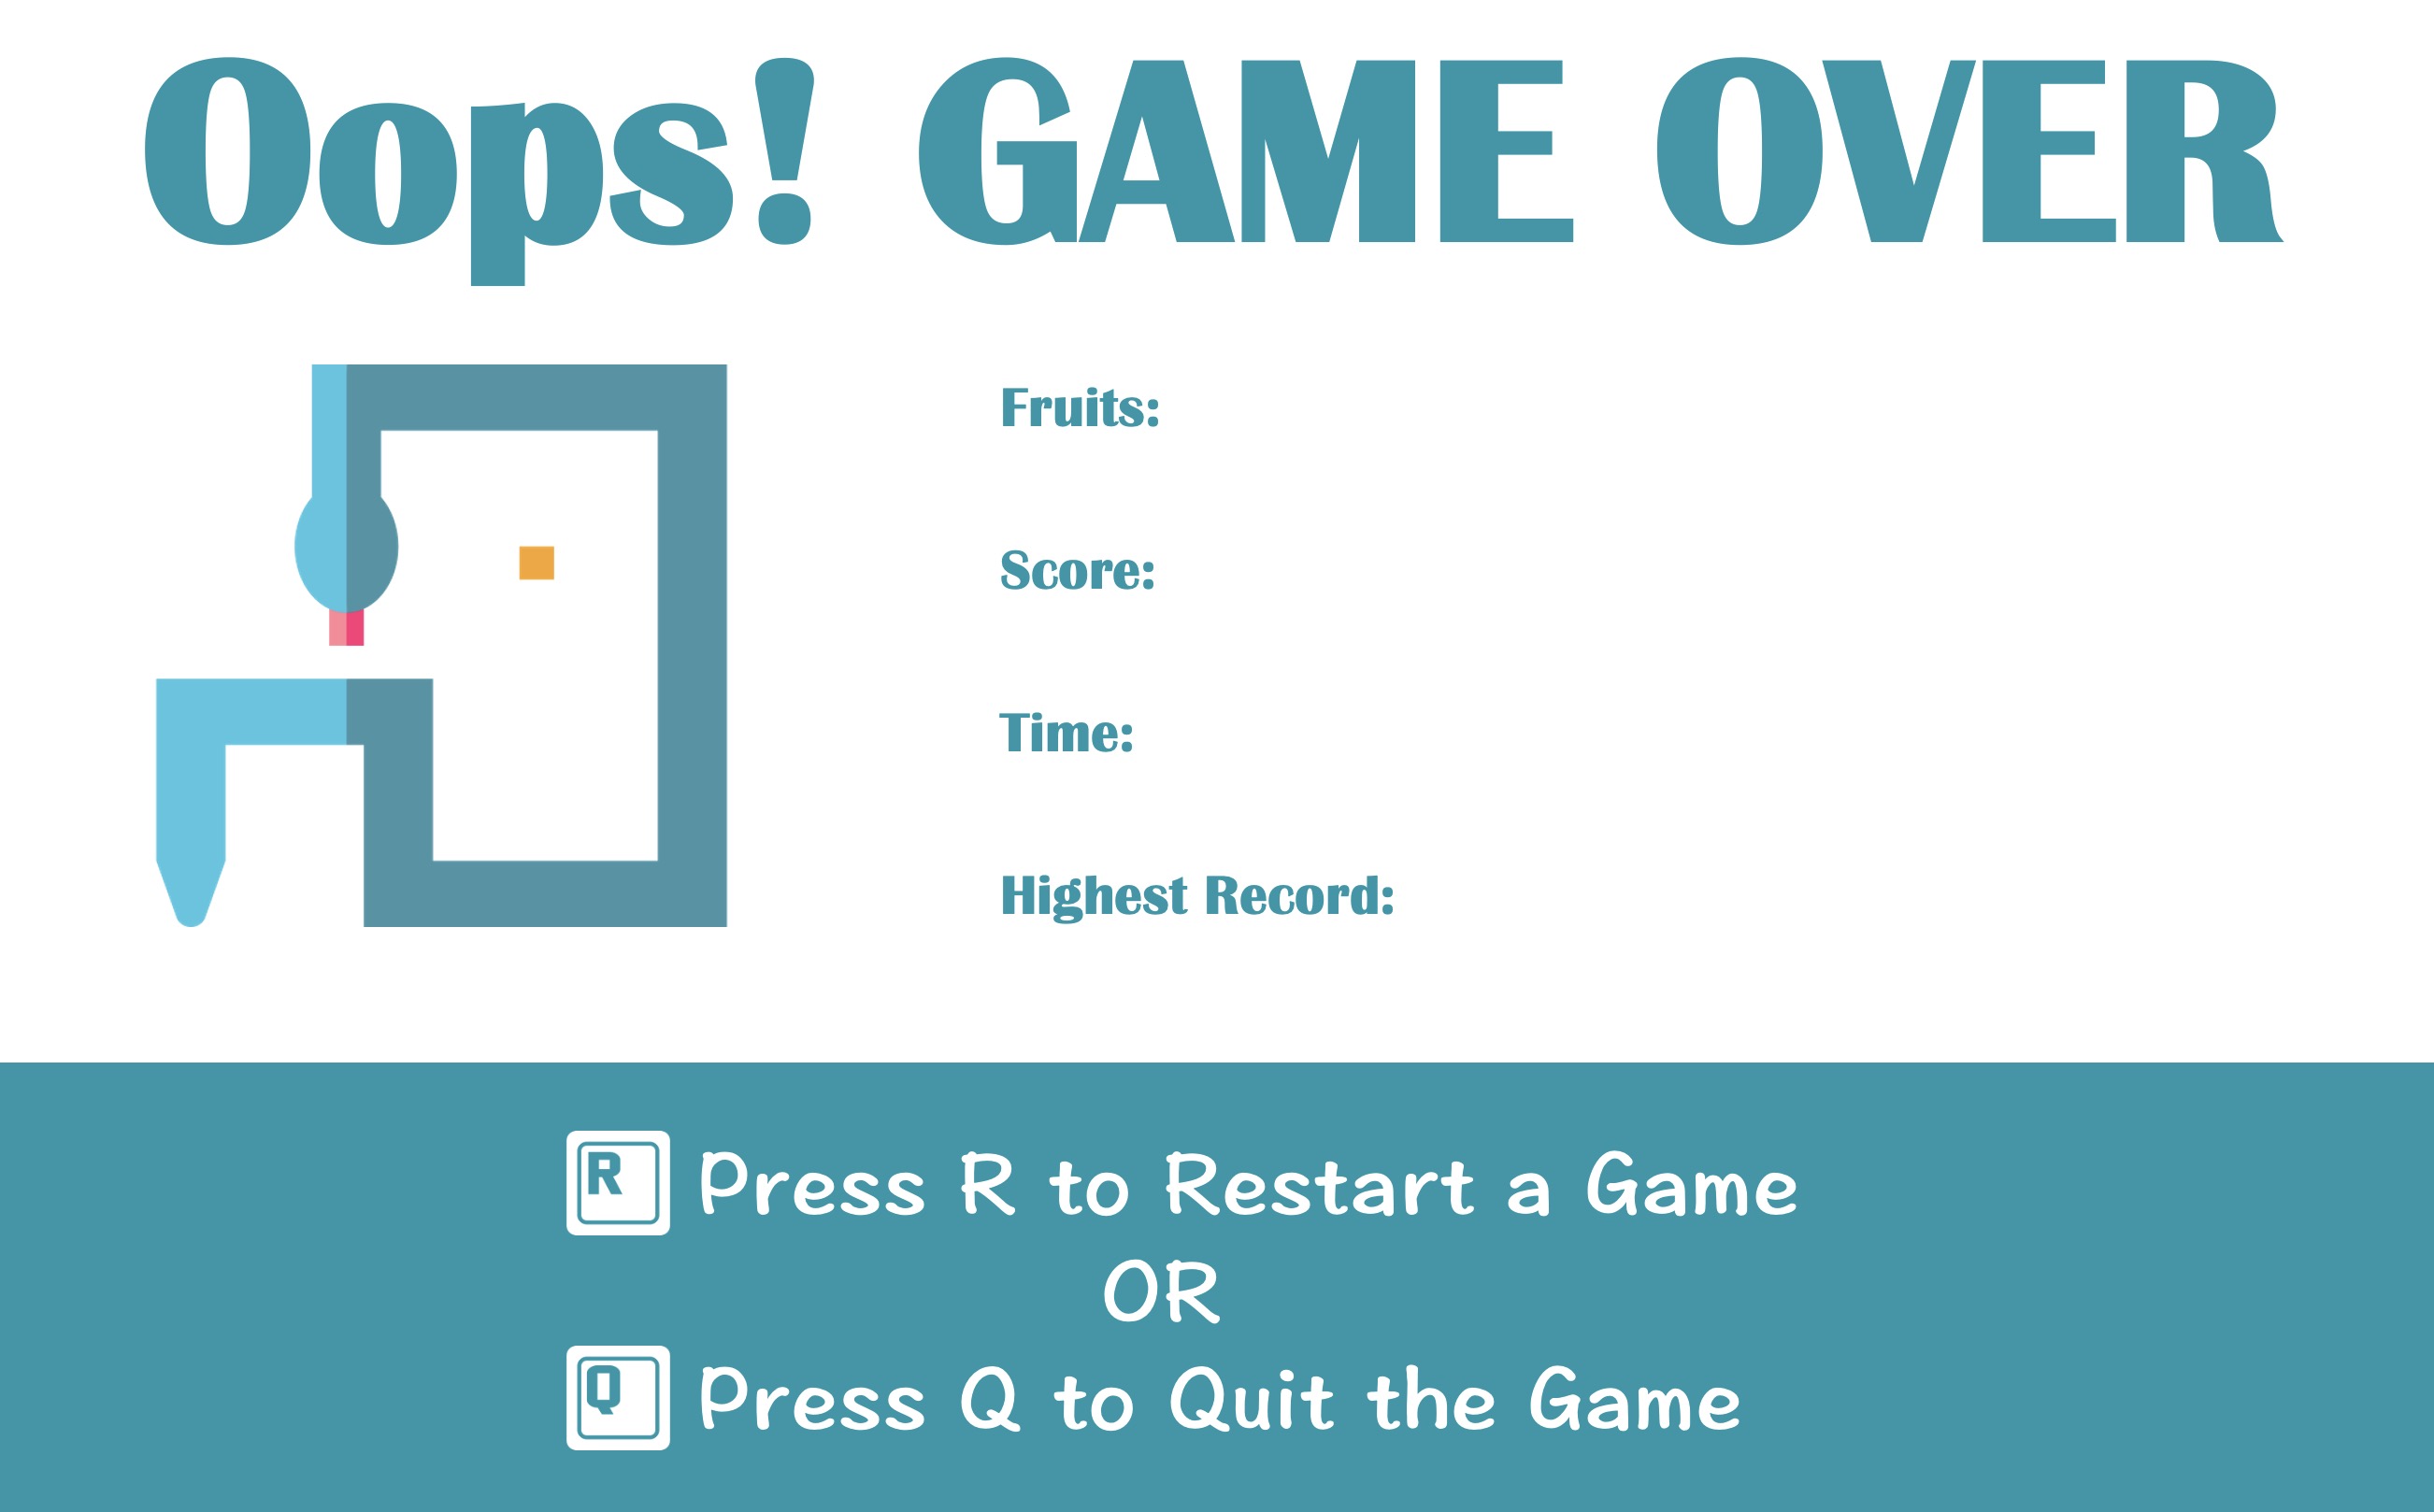 Oops! GAME OVER
Fruits:
Score:
Time:
Highest Record:
R Press R to Restart a Game
OR
Q Press Q to Quit the Game